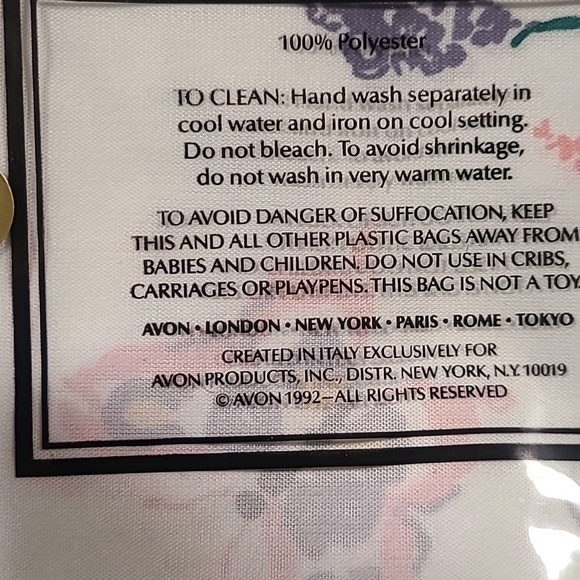 100% Polyester
TO CLEAN: Hand wash separately in
cool water and iron on cool setting.
Do not bleach. To avoid shrinkage,
do not wash in very warm water.
TO AVOID DANGER OF SUFFOCATION, KEEP
THIS AND ALL OTHER PLASTIC BAGS AWAY FROM
BABIES AND CHILDREN. DO NOT USE IN CRIBS,
CARRIAGES OR PLAYPENS. THIS BAG IS NOT A TOY.
AVON • LONDON • NEW YORK • PARIS • ROME • TOKYO
CREATED IN ITALY EXCLUSIVELY FOR
AVON PRODUCTS, INC., DISTR. NEW YORK, N.Y. 10019
© AVON 1992–ALL RIGHTS RESERVED